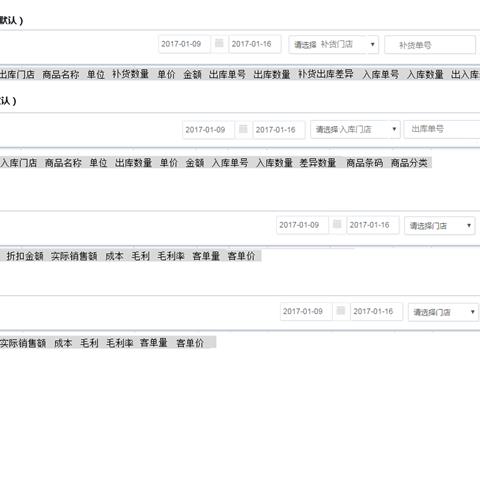 默认）
2017-01-09 2017-01-16 请选择 补货门店 补货单号
出库门店 商品名称 单位 补货数量 单价 金额 出库单号 出库数量 补货出库差异 入库单号 入库数量 出入库
认）
2017-01-09 2017-01-16 请选择入库门店 出库单号
入库门店 商品名称 单位 出库数量 单价 金额 入库单号 入库数量 差异数量 商品条码 商品分类
2017-01-09 2017-01-16 请选择门店
折扣金额 实际销售额 成本 毛利 毛利率 客单量 客单价
2017-01-09 2017-01-16 请选择门店
实际销售额 成本 毛利 毛利率 客单量 客单价